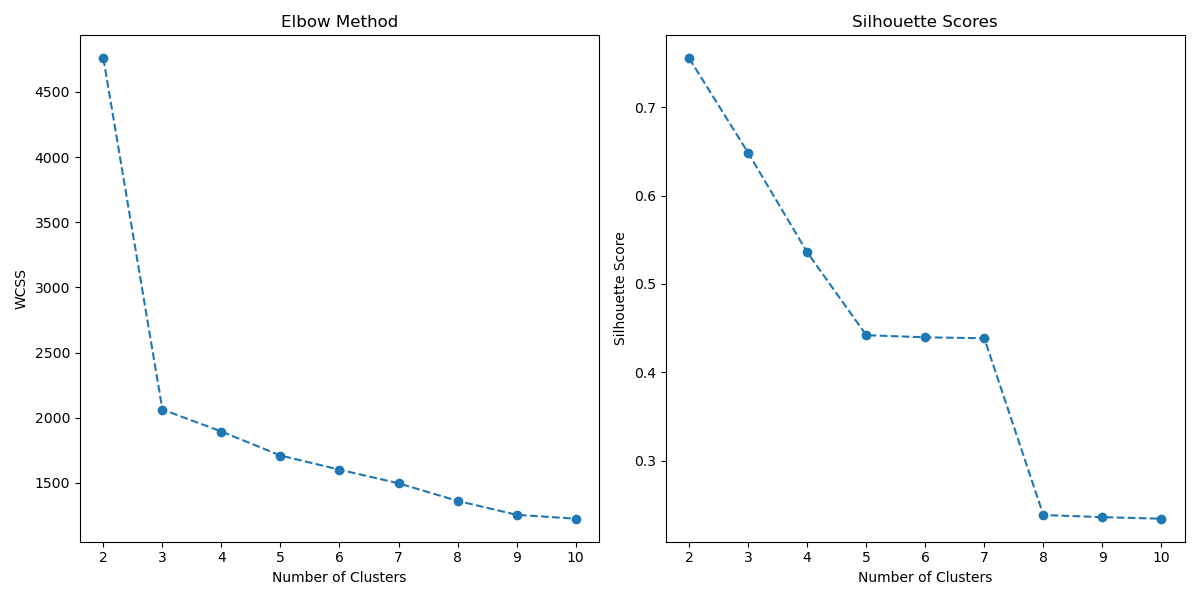 Elbow Method
4500
4000
3500
3000
2500
2000
1500
WCSS
2 3 4 5 6 7 8 9 10
Number of Clusters
Silhouette Scores
0.7
0.6
0.5
0.4
0.3
Silhouette Score
2 3 4 5 6 7 8 9 10
Number of Clusters